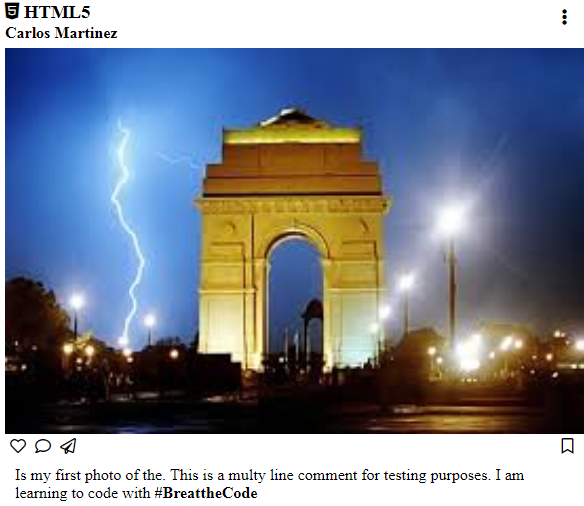 HTML5
Carlos Martinez
Is my first photo of the. This is a multy line comment for testing purposes. I am
learning to code with #BreattheCode